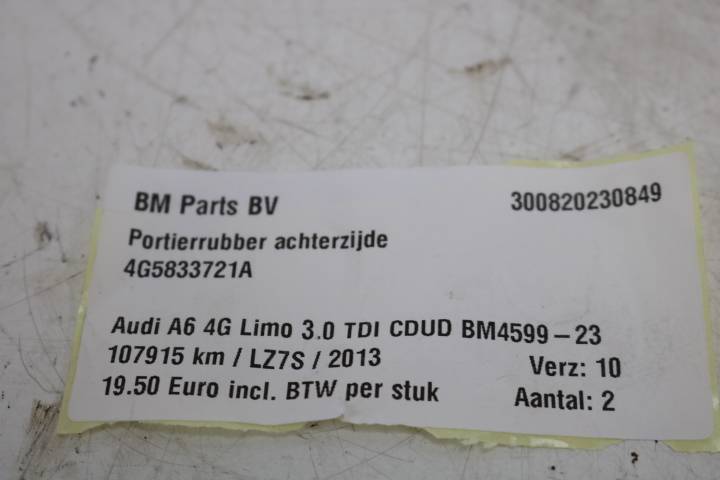 BM Parts BV 300820230849
Portierrubber achterzijde
4G5833721A
Audi A6 4G Limo 3.0 TDI CDUD BM4599-23
107915 km / LZ7S / 2013 Verz: 10
19.50 Euro incl. BTW per stuk Aantal: 2